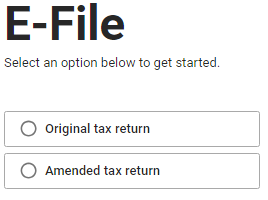 E-File
Select an option below to get started.
Original tax return
Amended tax return